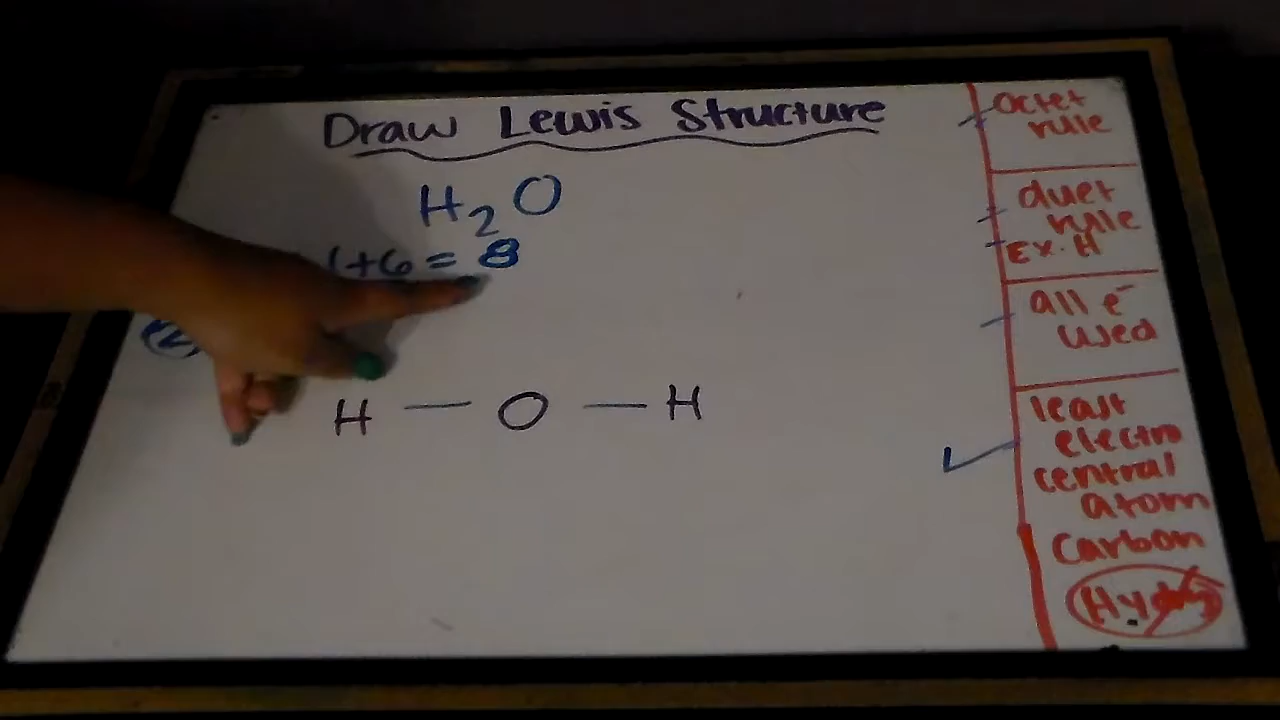 Draw Lewis Structure
H₂O
1+6 = 8
2
H — O — H
Octet
rule
duet
rule
Ex. H
all e⁻
used
least
electro
central
atom
Carbon